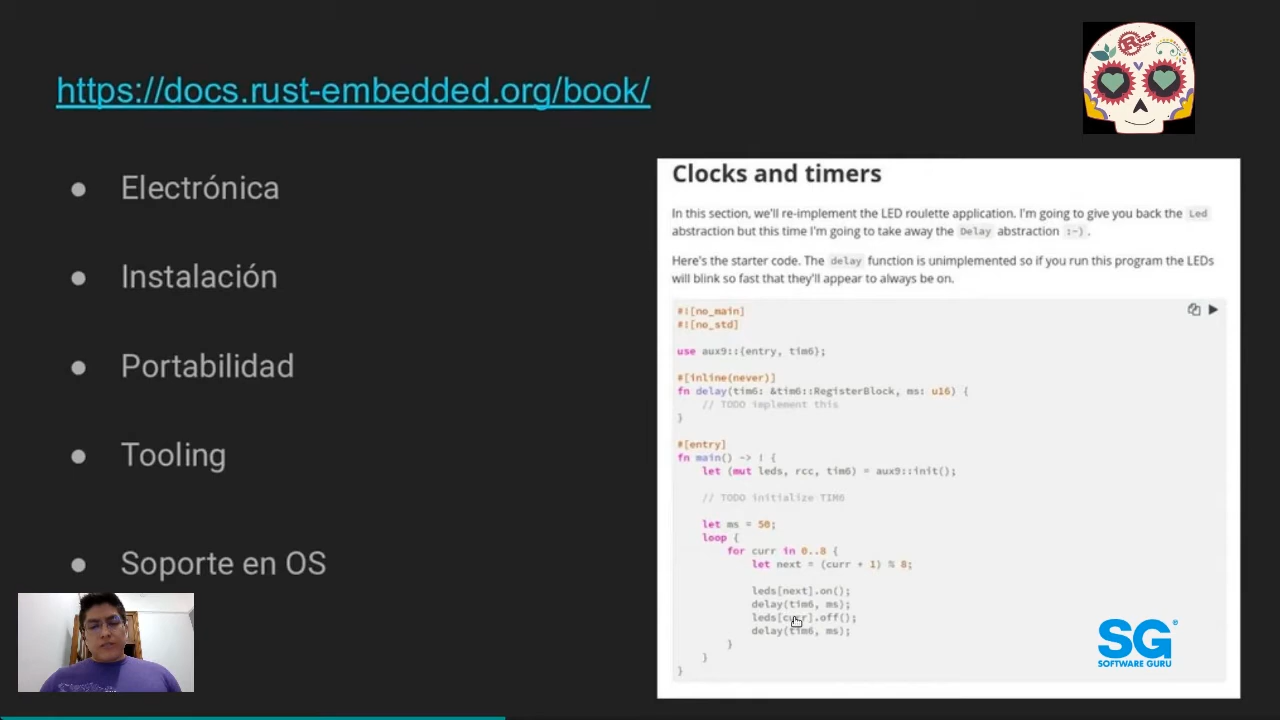 https://docs.rust-embedded.org/book/
Rust
● Electrónica
● Instalación
● Portabilidad
● Tooling
● Soporte en OS
Clocks and timers
In this section, we'll re-implement the LED roulette application. I'm going to give you back the Led
abstraction but this time I'm going to take away the Delay abstraction :-).
Here's the starter code. The delay function is unimplemented so if you run this program the LEDs
will blink so fast that they'll appear to always be on.
#![no_main]
#![no_std]
use aux9::{entry, tim6};
#[inline(never)]
fn delay(tim6: &tim6::RegisterBlock, ms: u16) {
// TODO implement this
}
#[entry]
fn main() -> ! {
let (mut leds, rcc, tim6) = aux9::init();
// TODO initialize TIM6
let ms = 50;
loop {
for curr in 0..8 {
let next = (curr + 1) % 8;
leds[next].on();
delay(tim6, ms);
leds[curr].off();
delay(tim6, ms);
}
}
}
SG®
SOFTWARE GURU